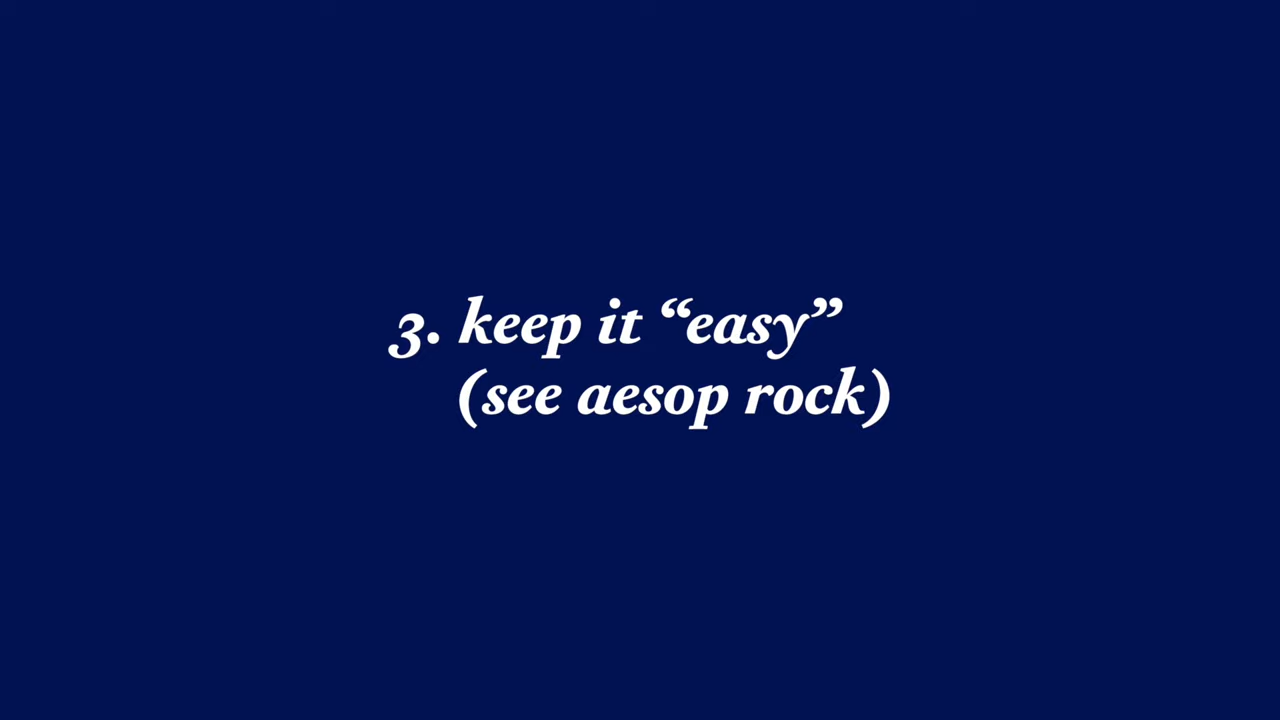 3. keep it “easy”
(see aesop rock)